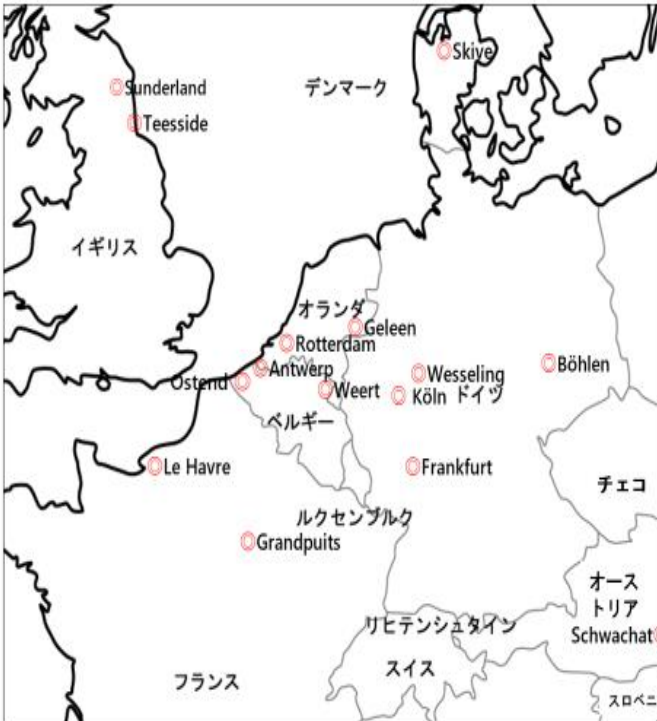 Skive
デンマーク
Sunderland
Teesside
イギリス
オランダ
Geleen
Rotterdam
Antwerp
Ostend
Weert
Wesseling
Böhlen
Köln ドイツ
ベルギー
Le Havre
Frankfurt
チェコ
ルクセンブルク
Grandpuits
オース
トリア
リヒテンシュタイン
Schwachat
スイス
フランス
スロベニ